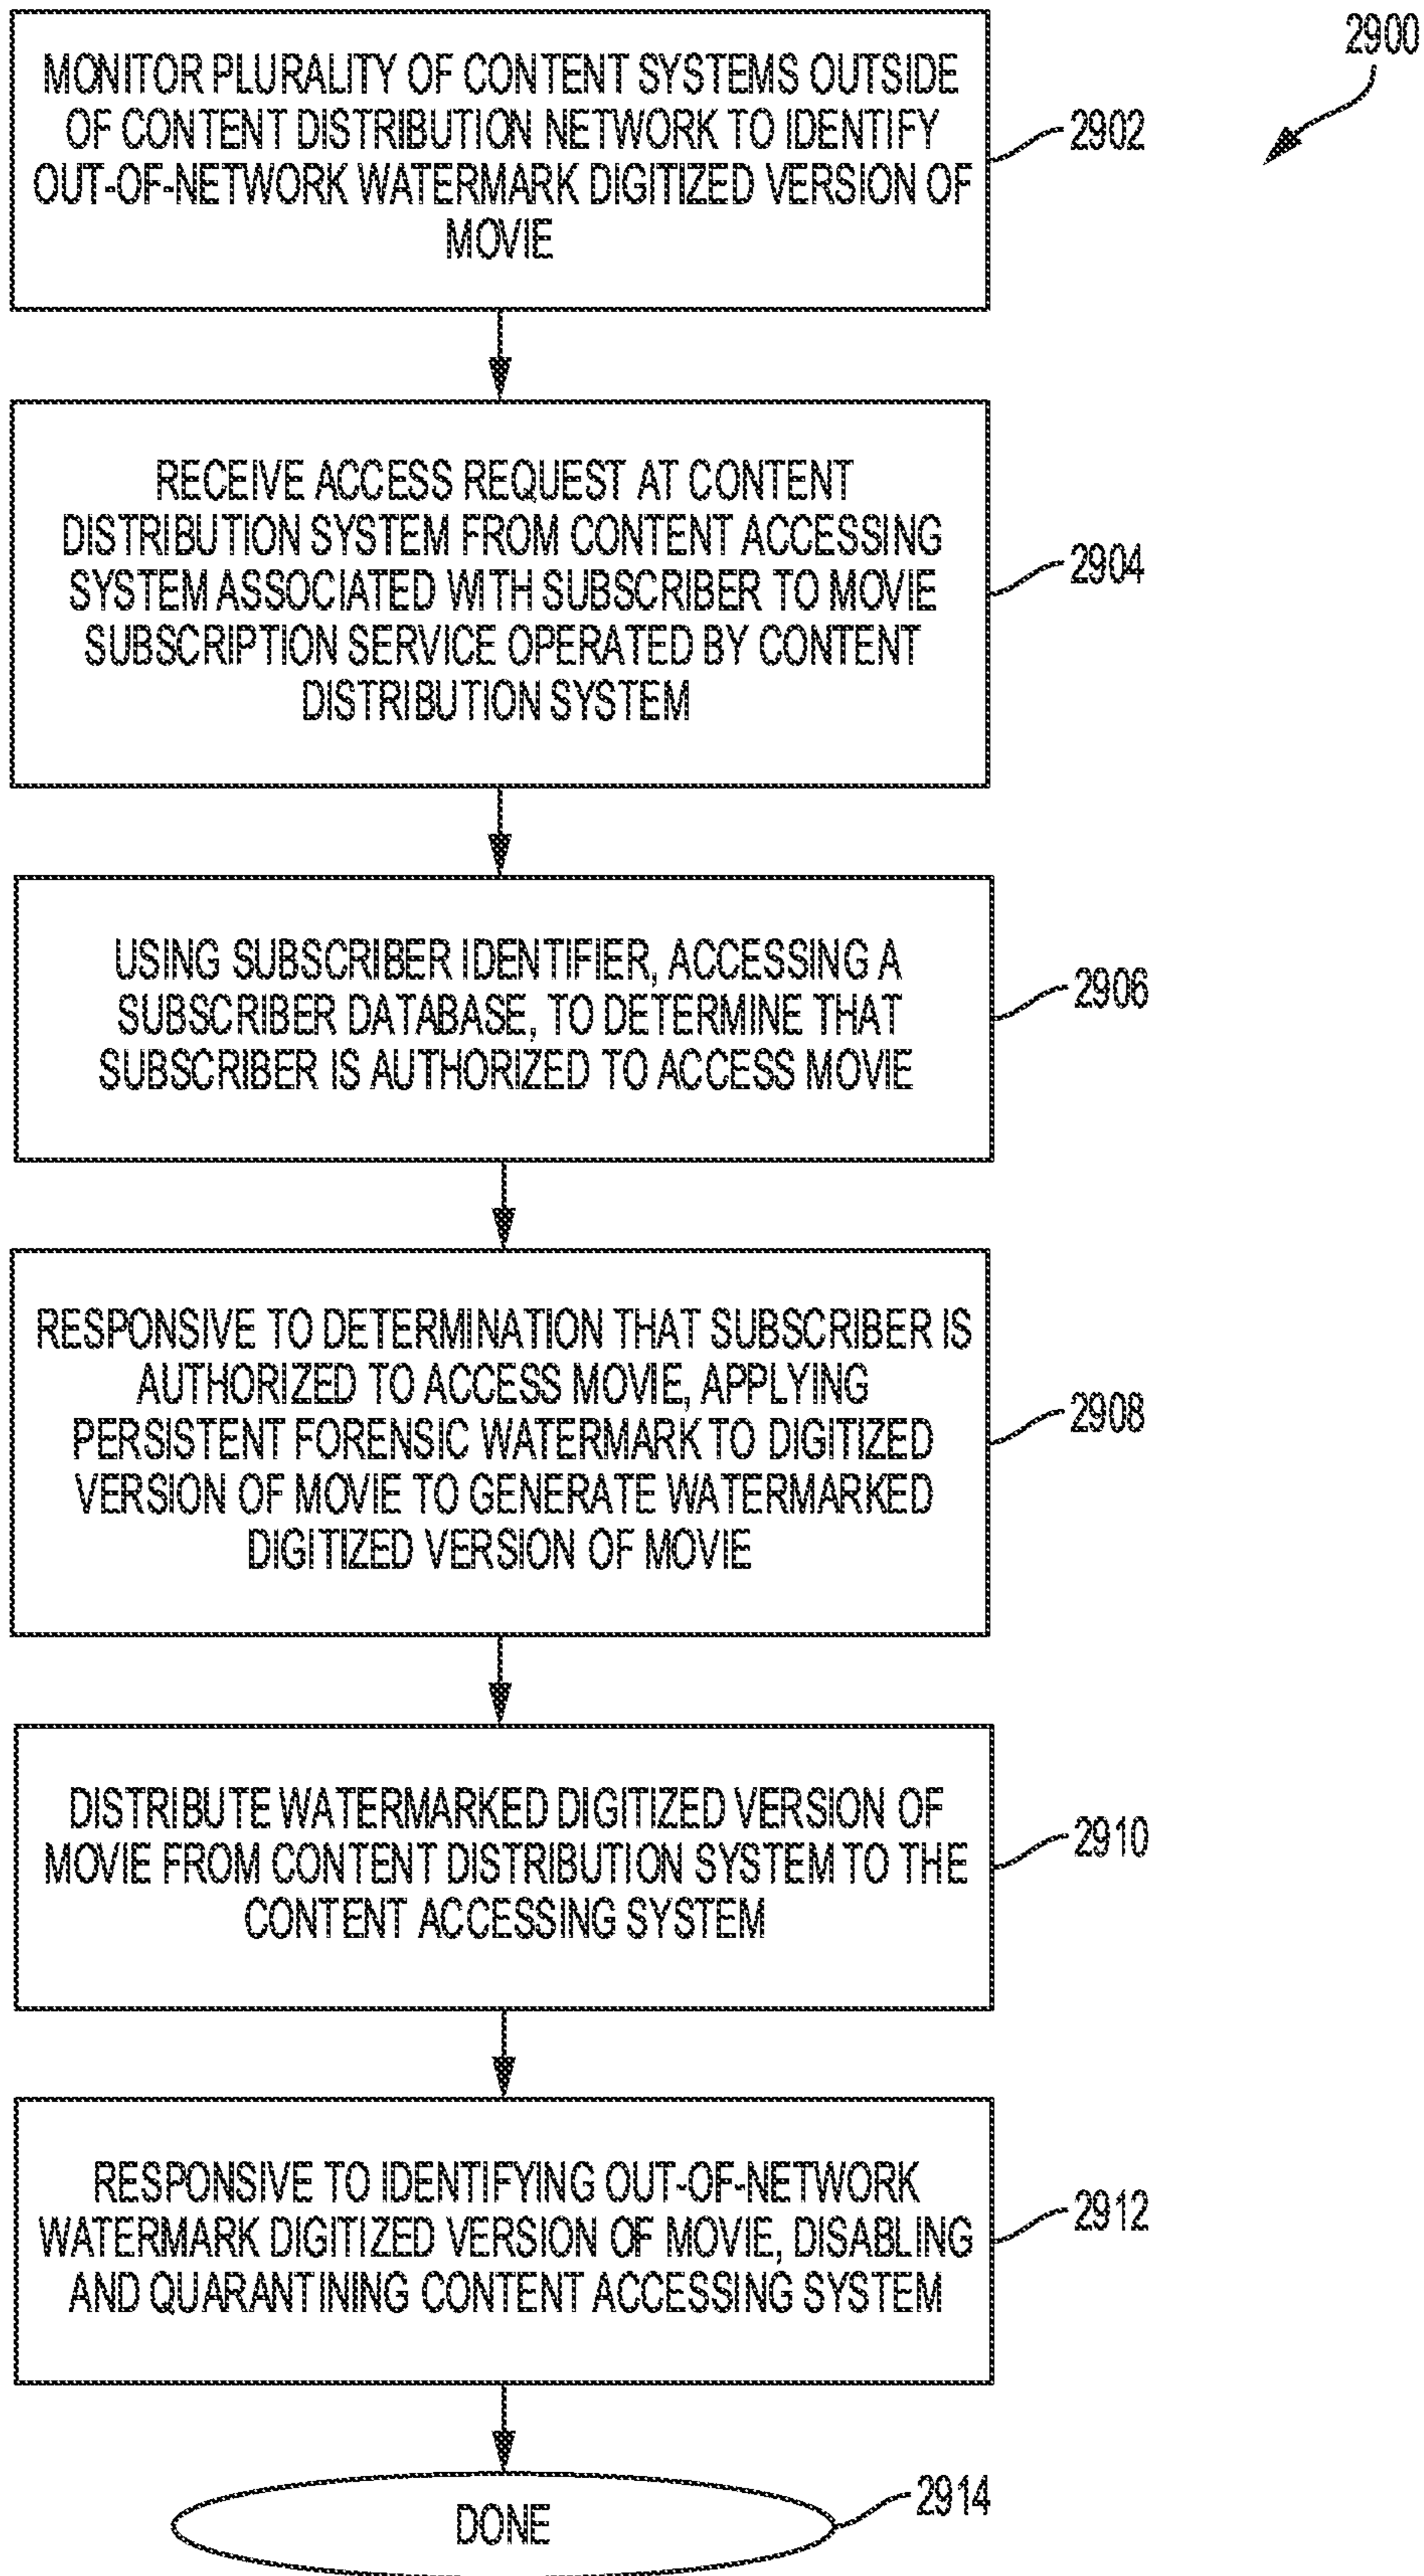 2900
MONITOR PLURALITY OF CONTENT SYSTEMS OUTSIDE
OF CONTENT DISTRIBUTION NETWORK TO IDENTIFY
OUT-OF-NETWORK WATERMARK DIGITIZED VERSION OF
MOVIE
2902
RECEIVE ACCESS REQUEST AT CONTENT
DISTRIBUTION SYSTEM FROM CONTENT ACCESSING
SYSTEM ASSOCIATED WITH SUBSCRIBER TO MOVIE
SUBSCRIPTION SERVICE OPERATED BY CONTENT
DISTRIBUTION SYSTEM
2904
USING SUBSCRIBER IDENTIFIER, ACCESSING A
SUBSCRIBER DATABASE, TO DETERMINE THAT
SUBSCRIBER IS AUTHORIZED TO ACCESS MOVIE
2906
RESPONSIVE TO DETERMINATION THAT SUBSCRIBER IS
AUTHORIZED TO ACCESS MOVIE, APPLYING
PERSISTENT FORENSIC WATERMARK TO DIGITIZED
VERSION OF MOVIE TO GENERATE WATERMARKED
DIGITIZED VERSION OF MOVIE
2908
DISTRIBUTE WATERMARKED DIGITIZED VERSION OF
MOVIE FROM CONTENT DISTRIBUTION SYSTEM TO THE
CONTENT ACCESSING SYSTEM
2910
RESPONSIVE TO IDENTIFYING OUT-OF-NETWORK
WATERMARK DIGITIZED VERSION OF MOVIE, DISABLING
AND QUARANTINING CONTENT ACCESSING SYSTEM
2912
DONE
2914